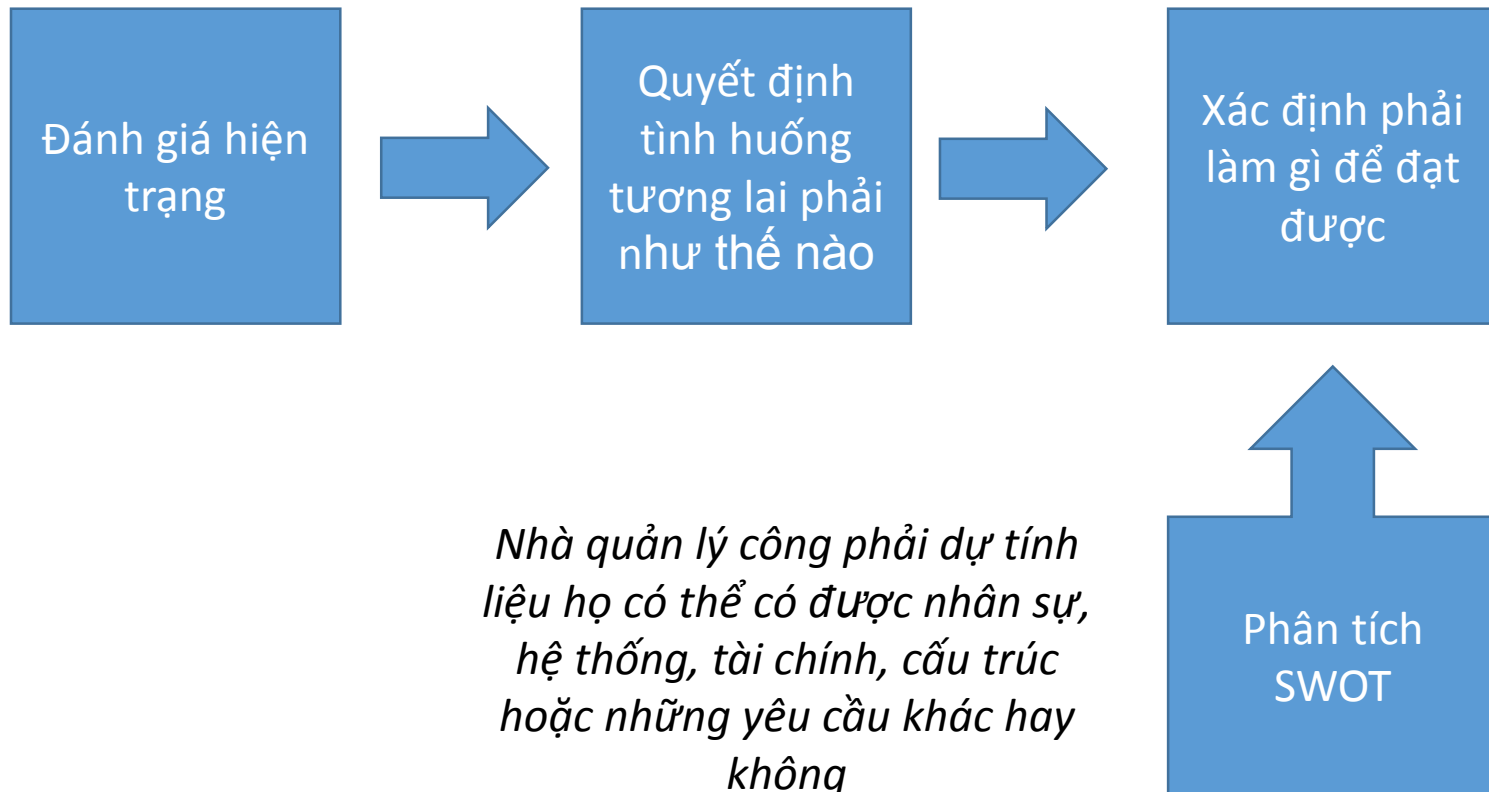 Đánh giá hiện
trạng
Quyết định
tình huống
tương lai phải
như thế nào
Xác định phải
làm gì để đạt
được
Nhà quản lý công phải dự tính
liệu họ có thể có được nhân sự,
hệ thống, tài chính, cấu trúc
hoặc những yêu cầu khác hay
không
Phân tích
SWOT